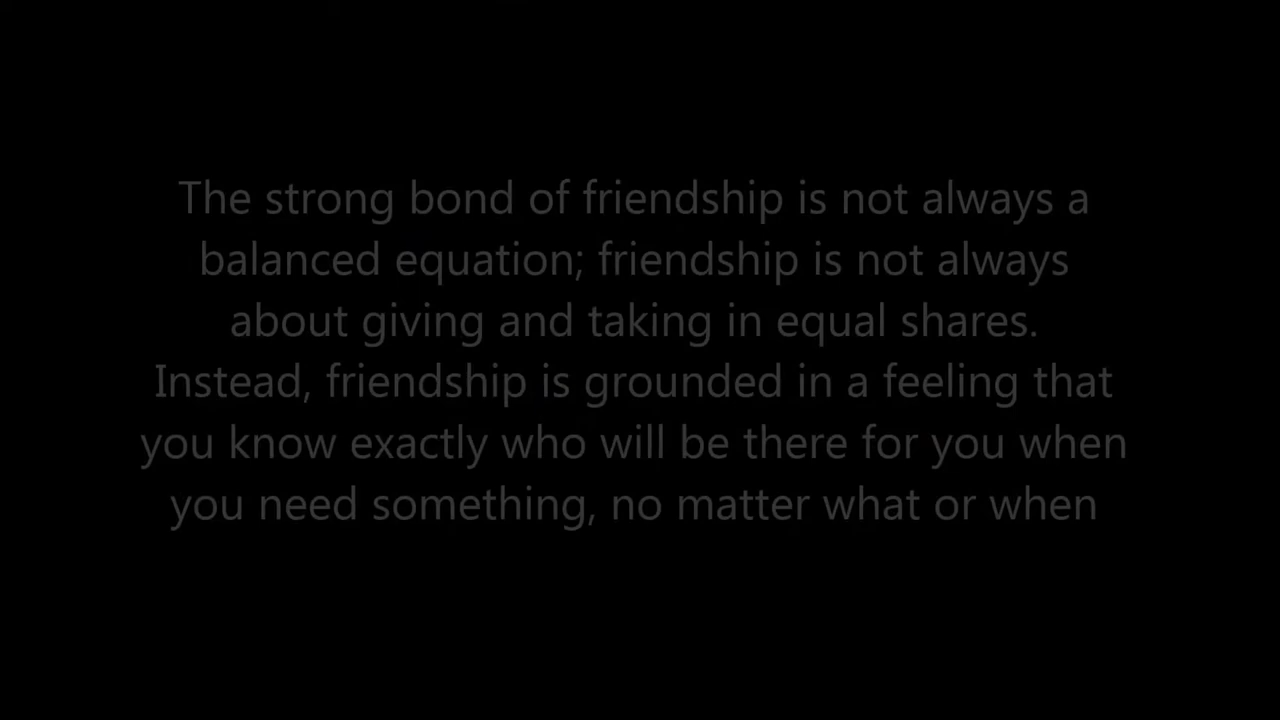 The strong bond of friendship is not always a
balanced equation; friendship is not always
about giving and taking in equal shares.
Instead, friendship is grounded in a feeling that
you know exactly who will be there for you when
you need something, no matter what or when